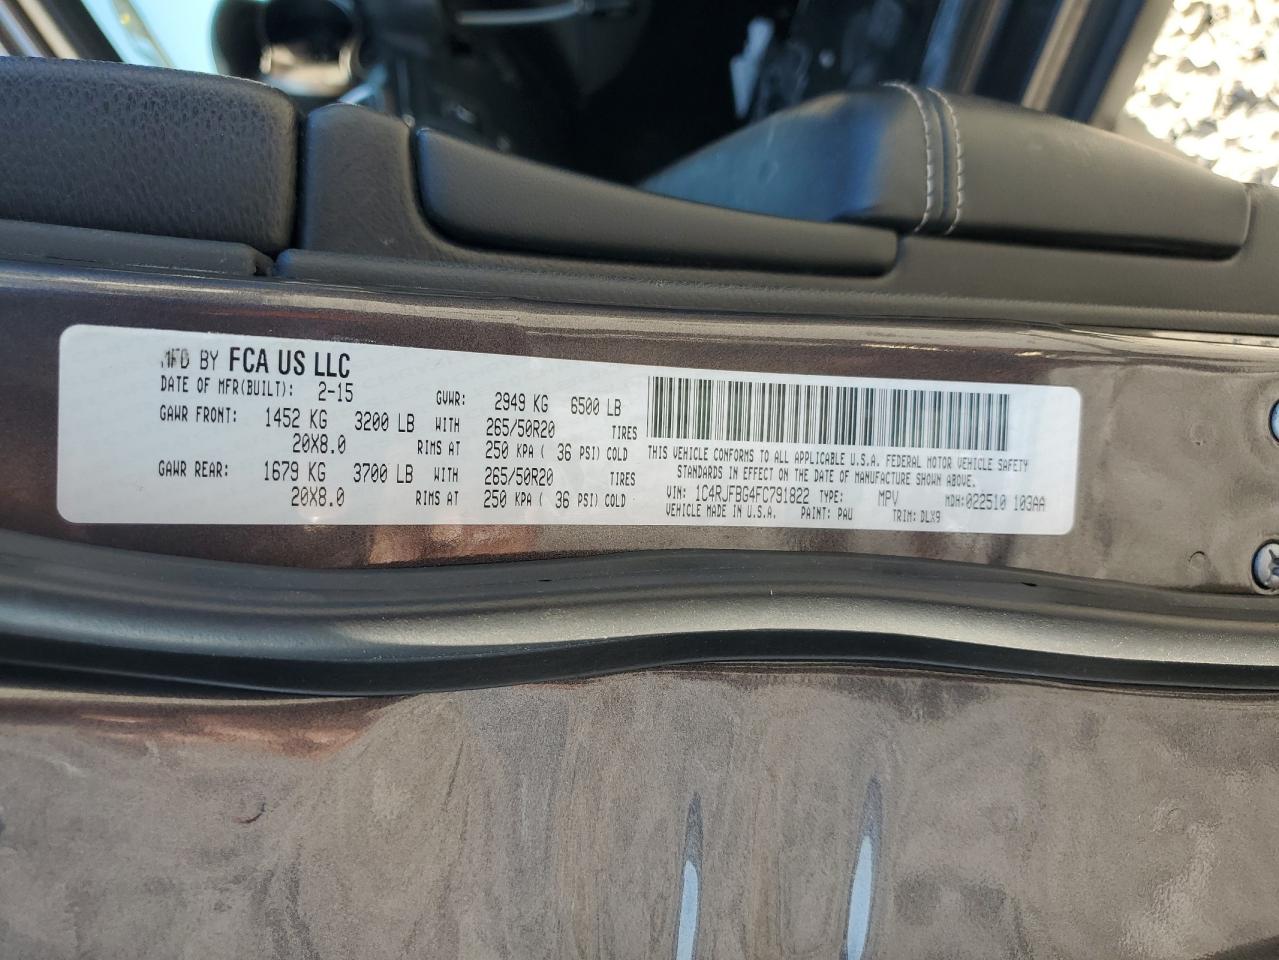 MFD BY FCA US LLC
DATE OF MFR(BUILT): 2-15 GVWR: 2949 KG 6500 LB
GAWR FRONT: 1452 KG 3200 LB WITH 265/50R20 TIRES
20X8.0 RIMS AT 250 KPA ( 36 PSI) COLD
GAWR REAR: 1679 KG 3700 LB WITH 265/50R20 TIRES
20X8.0 RIMS AT 250 KPA ( 36 PSI) COLD
THIS VEHICLE CONFORMS TO ALL APPLICABLE U.S.A. FEDERAL MOTOR VEHICLE SAFETY
STANDARDS IN EFFECT ON THE DATE OF MANUFACTURE SHOWN ABOVE.
VIN: 1C4RJFBG4FC791822 TYPE: MPV MDH:022510 103AA
VEHICLE MADE IN U.S.A. PAINT: PAU TRIM: DLX9